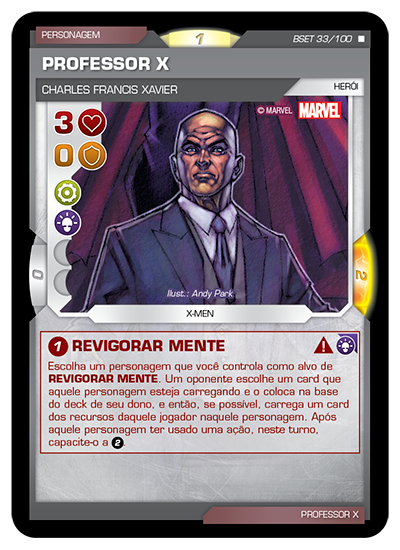 PERSONAGEM
1
BSET 33/100
PROFESSOR X
CHARLES FRANCIS XAVIER
HERÓI
© MARVEL MARVEL
3
0
0
2
Ilust.: Andy Park
X-MEN
1 REVIGORAR MENTE
Escolha um personagem que você controla como alvo de
REVIGORAR MENTE. Um oponente escolhe um card que
aquele personagem esteja carregando e o coloca na base
do deck de seu dono, e então, se possível, carrega um card
dos recursos daquele jogador naquele personagem. Após
aquele personagem ter usado uma ação, neste turno,
capacite-o a 2.
PROFESSOR X